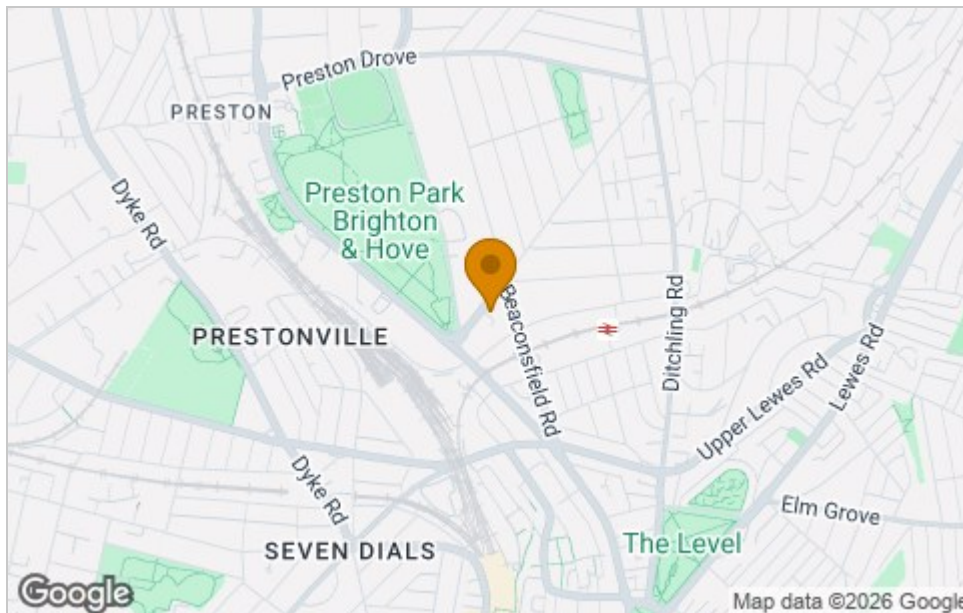 Preston Drove
PRESTON
Dyke Rd
Preston Park
Brighton
& Hove
Beaconsfield Rd
PRESTONVILLE
Ditchling Rd
Lewes Rd
Upper Lewes Rd
Dyke Rd
Elm Grove
The Level
SEVEN DIALS
Google
Map data ©2026 Google